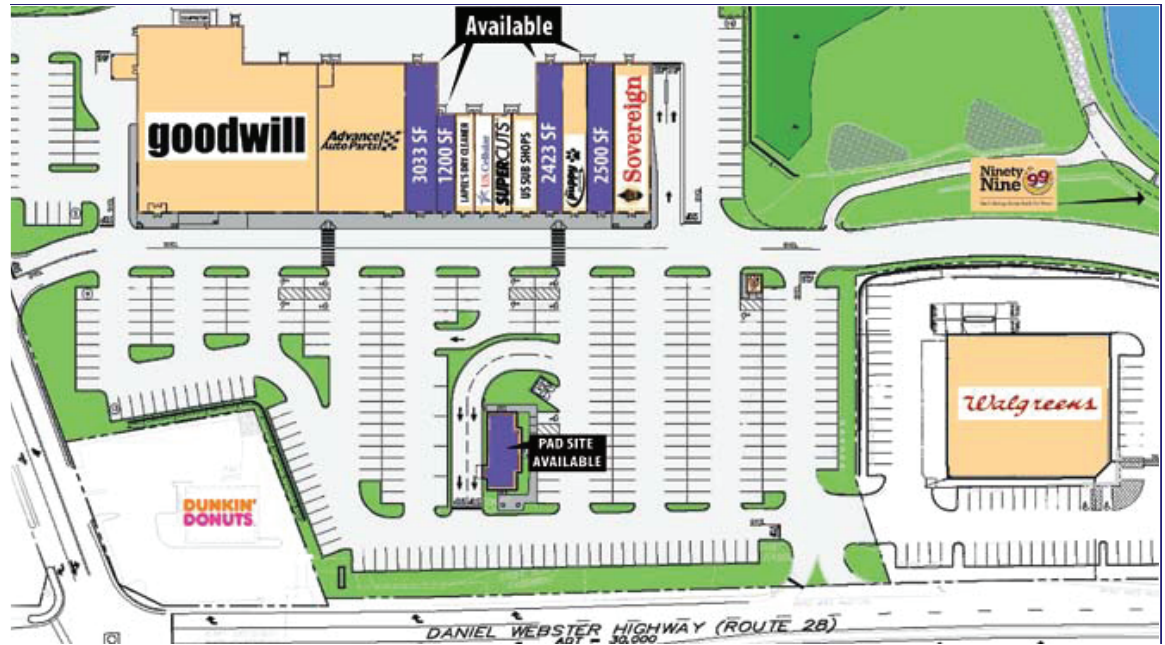 Available
goodwill
Advance
Auto Parts
3033 SF
1200 SF
LAPEL'S DRY CLEANER
US Cellular
SUPERCUTS
US SUB SHOPS
2423 SF
2500 SF
Sovereign
Ninety
Nine
99
Walgreens
PAD SITE
AVAILABLE
DUNKIN'
DONUTS
DANIEL WEBSTER HIGHWAY (ROUTE 2B)
ADT = 30,000